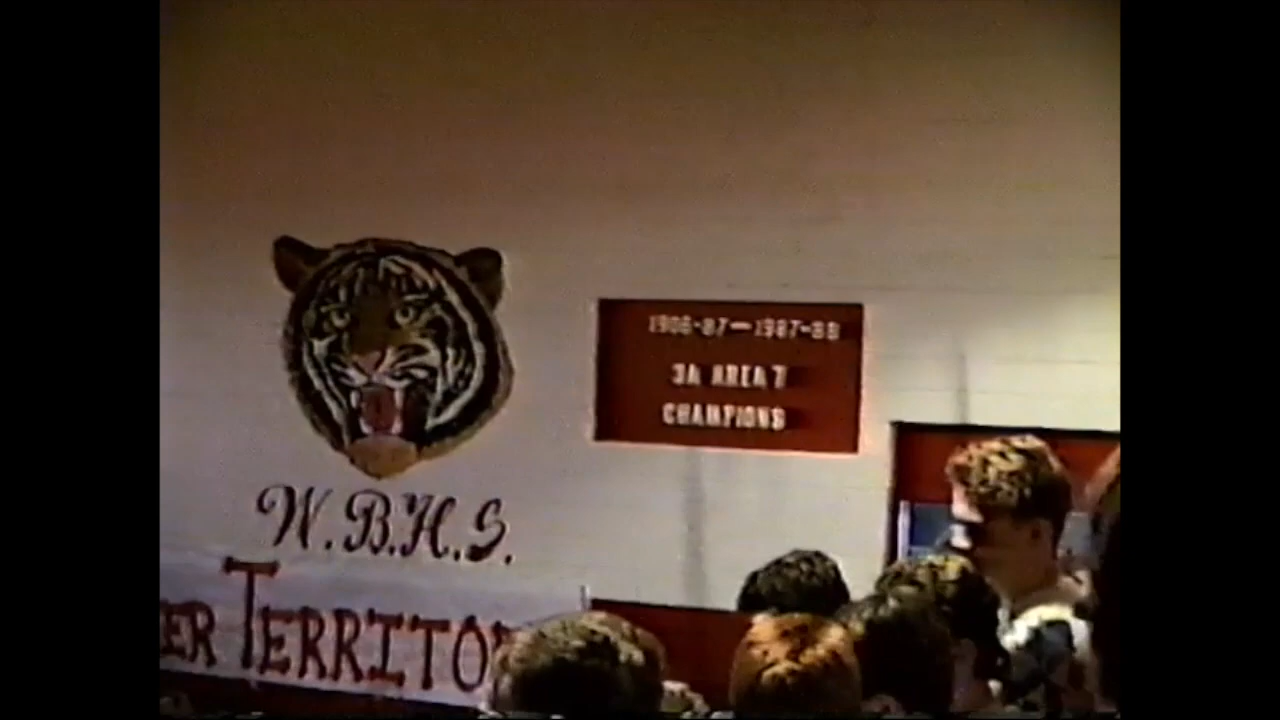 1986-87—1987-88
3A AREA 7
CHAMPIONS
W.B.H.S.
ER TERRITO